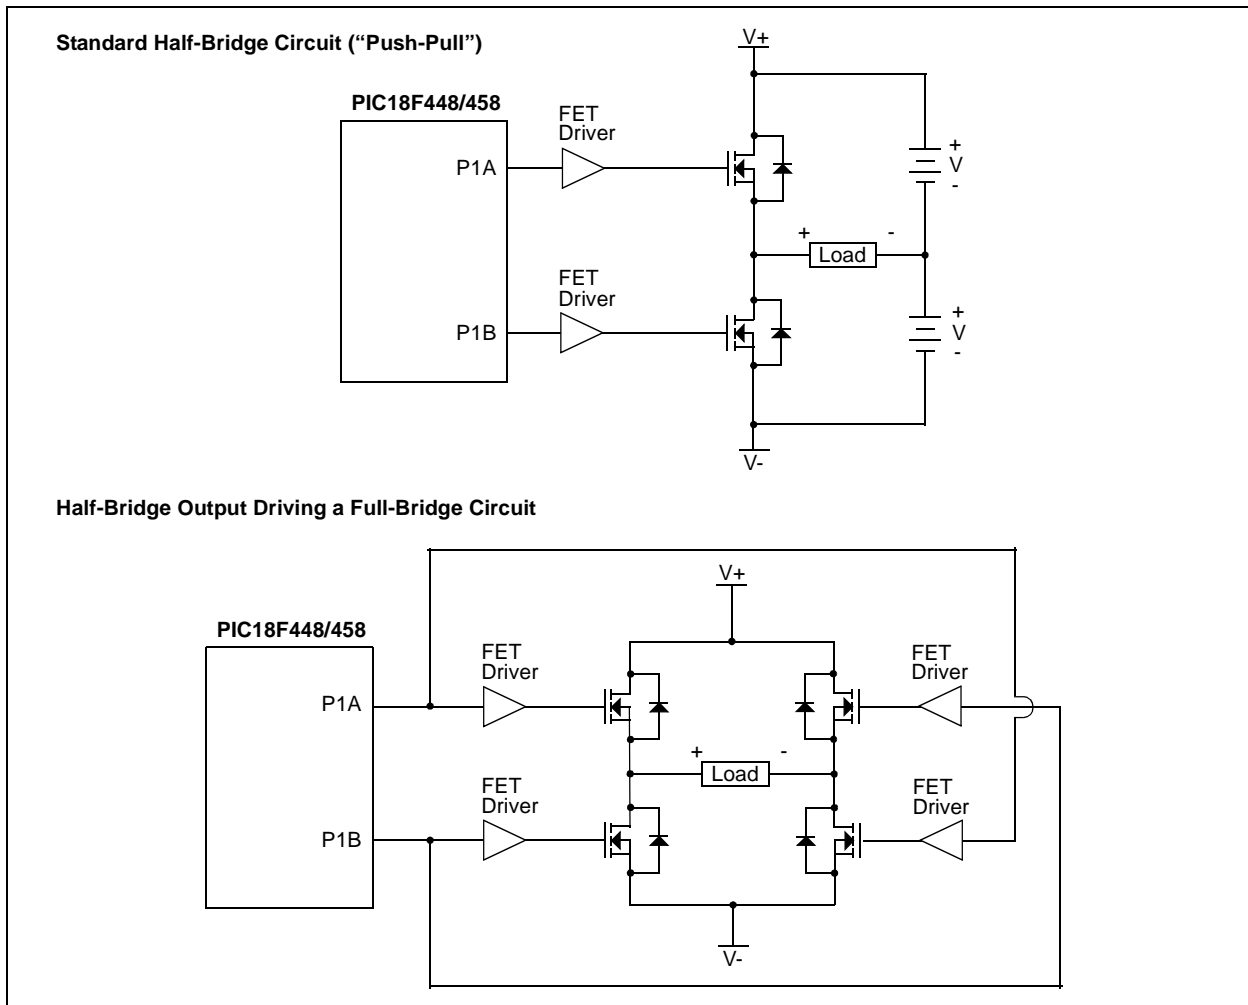 Standard Half-Bridge Circuit (“Push-Pull”)
V+
PIC18F448/458
FET
Driver
P1A
+
V
-
+ -
Load
FET
Driver
P1B
+
V
-
V-
Half-Bridge Output Driving a Full-Bridge Circuit
V+
PIC18F448/458
FET
Driver
FET
Driver
P1A
+ -
Load
FET
Driver
FET
Driver
P1B
V-